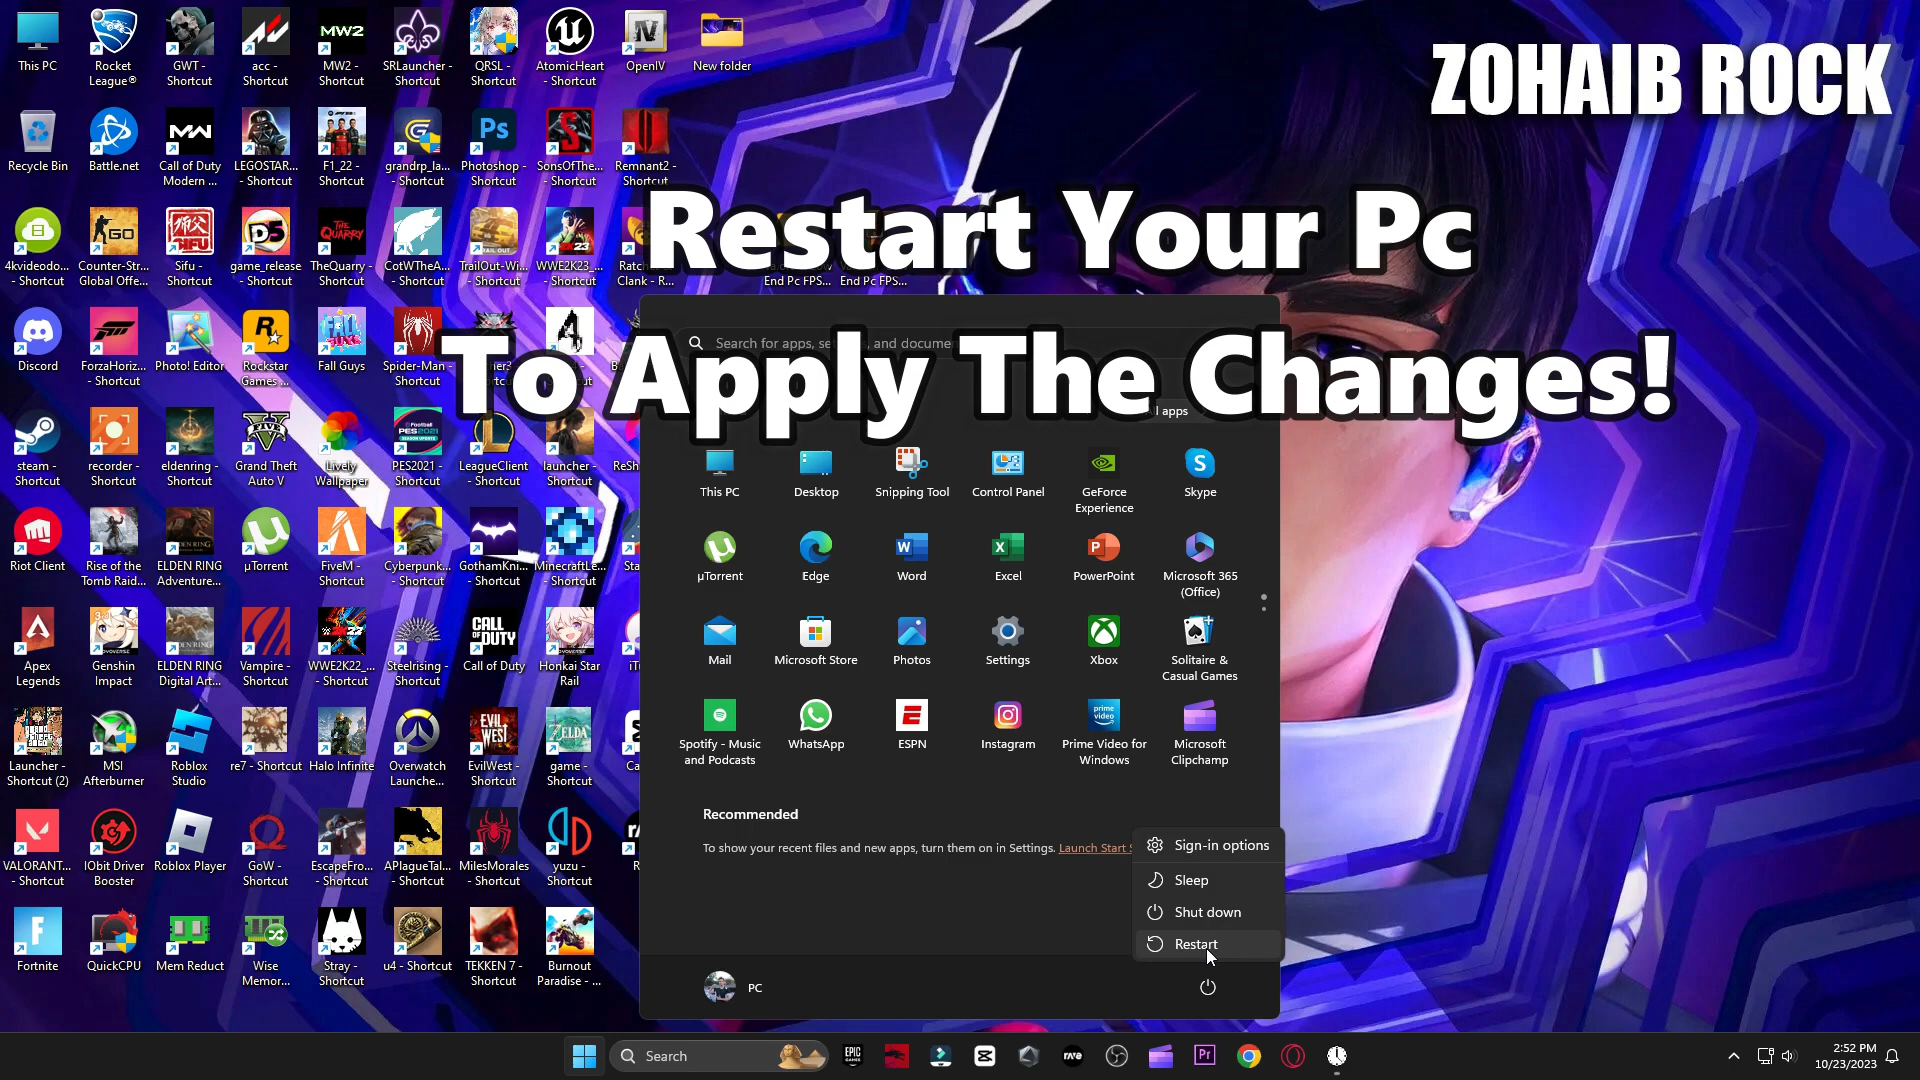 ZOHAIB ROCK
Restart Your Pc
To Apply The Changes!
This PC
Rocket League®
GWT - Shortcut
acc - Shortcut
MW2 - Shortcut
SRLauncher - Shortcut
QRSL - Shortcut
AtomicHeart - Shortcut
OpenIV
New folder
Recycle Bin
Battle.net
Call of Duty Modern ...
LEGOSTAR... - Shortcut
F1_22 - Shortcut
grandrp_la... - Shortcut
Photoshop - Shortcut
SonsOfThe... - Shortcut
Remnant2 - Shortcut
4kvideodo... - Shortcut
Counter-Str... Global Offe...
Sifu - Shortcut
game_release - Shortcut
TheQuarry - Shortcut
CotWTheA... - Shortcut
TrailOut-Wi... - Shortcut
WWE2K23_... - Shortcut
Clank - R...
End Pc FPS...
End Pc FPS...
Discord
ForzaHoriz... - Shortcut
Photo! Editor
Rockstar Games ...
Fall Guys
Spider-Man - Shortcut
steam - Shortcut
recorder - Shortcut
eldenring - Shortcut
Grand Theft Auto V
Lively Wallpaper
PES2021 - Shortcut
LeagueClient - Shortcut
launcher - Shortcut
Riot Client
Rise of the Tomb Raid...
ELDEN RING Adventure...
µTorrent
FiveM - Shortcut
Cyberpunk... - Shortcut
GothamKni... - Shortcut
MinecraftLe... - Shortcut
Apex Legends
Genshin Impact
ELDEN RING Digital Art...
Vampire - Shortcut
WWE2K22_... - Shortcut
Steelrising - Shortcut
Call of Duty
Honkai Star Rail
Launcher - Shortcut (2)
MSI Afterburner
Roblox Studio
re7 - Shortcut
Halo Infinite
Overwatch Launche...
EvilWest - Shortcut
game - Shortcut
VALORANT... - Shortcut
IObit Driver Booster
Roblox Player
GoW - Shortcut
EscapeFro... - Shortcut
APlagueTal... - Shortcut
MilesMorales - Shortcut
yuzu - Shortcut
Fortnite
QuickCPU
Mem Reduct
Wise Memor...
Stray - Shortcut
u4 - Shortcut
TEKKEN 7 - Shortcut
Burnout Paradise - ...
Search for apps, se
and documen
apps
This PC
Desktop
Snipping Tool
Control Panel
GeForce Experience
Skype
µTorrent
Edge
Word
Excel
PowerPoint
Microsoft 365 (Office)
Mail
Microsoft Store
Photos
Settings
Xbox
Solitaire & Casual Games
Spotify - Music and Podcasts
WhatsApp
ESPN
Instagram
Prime Video for Windows
Microsoft Clipchamp
Recommended
To show your recent files and new apps, turn them on in Settings. Launch Start
Sign-in options
Sleep
Shut down
Restart
PC
Search
2:52 PM
10/23/2023